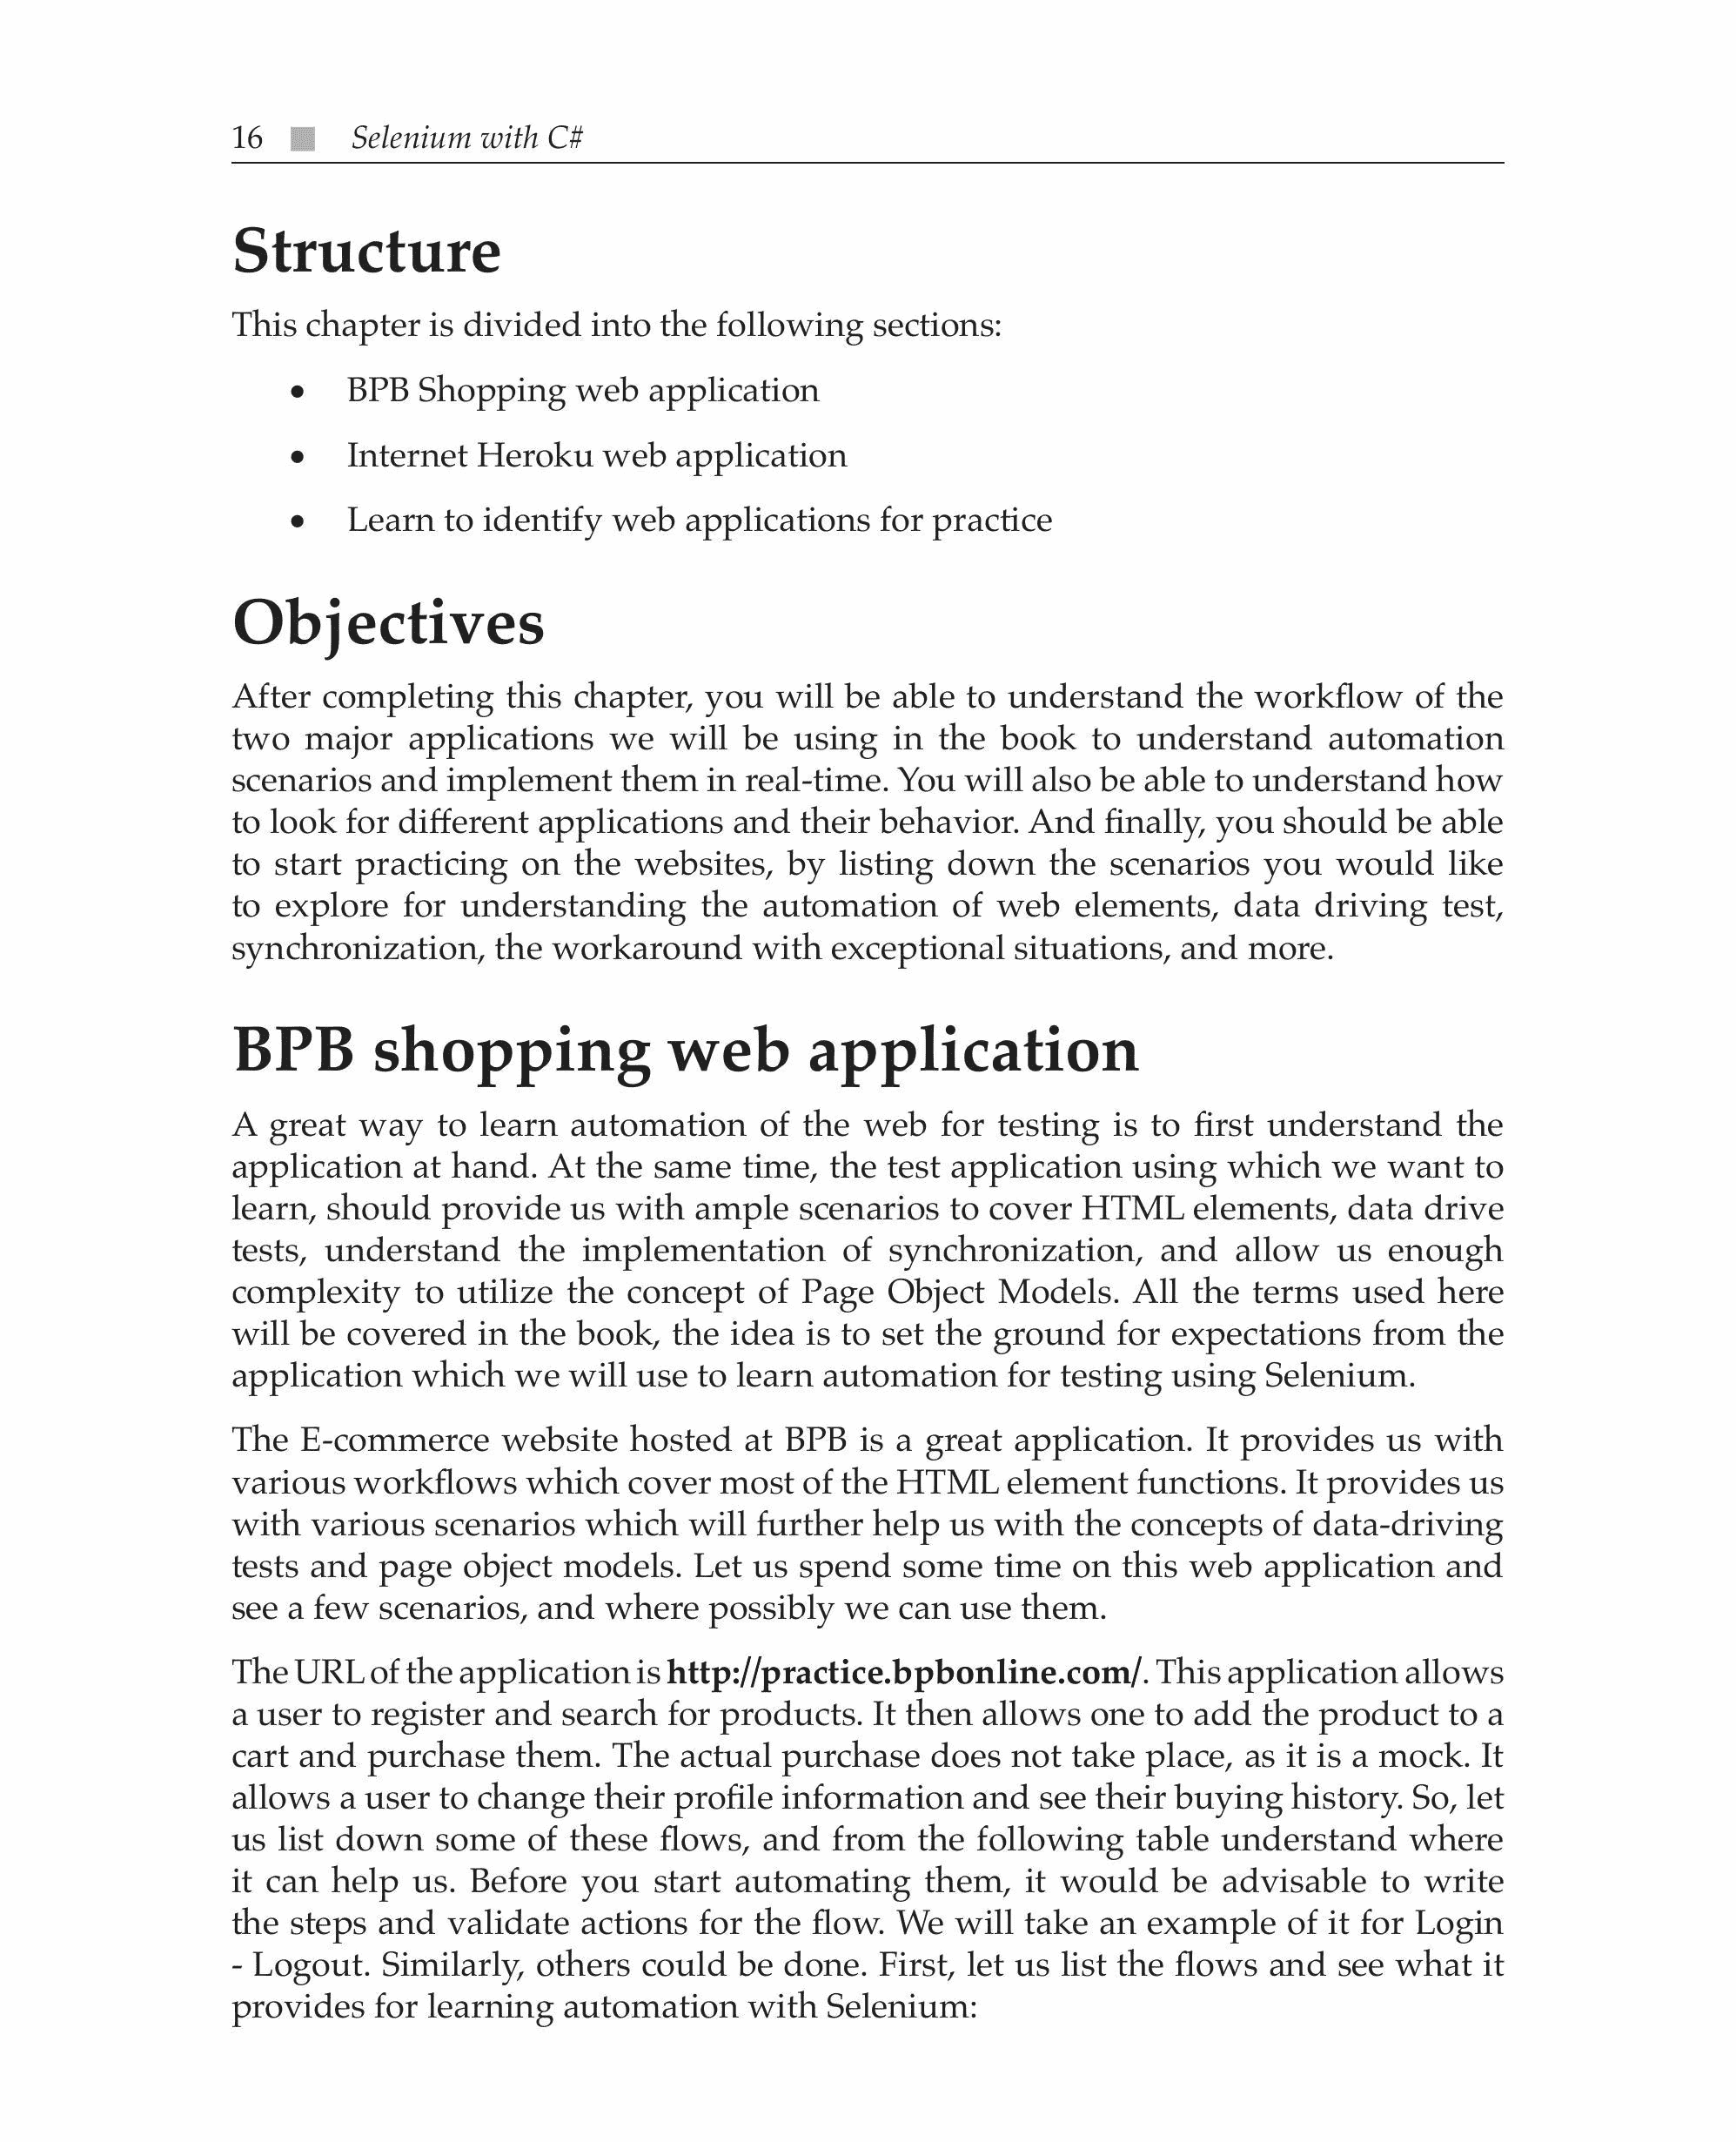 16 Selenium with C#
Structure
This chapter is divided into the following sections:
• BPB Shopping web application
• Internet Heroku web application
• Learn to identify web applications for practice
Objectives
After completing this chapter, you will be able to understand the workflow of the
two major applications we will be using in the book to understand automation
scenarios and implement them in real-time. You will also be able to understand how
to look for different applications and their behavior. And finally, you should be able
to start practicing on the websites, by listing down the scenarios you would like
to explore for understanding the automation of web elements, data driving test,
synchronization, the workaround with exceptional situations, and more.
BPB shopping web application
A great way to learn automation of the web for testing is to first understand the
application at hand. At the same time, the test application using which we want to
learn, should provide us with ample scenarios to cover HTML elements, data drive
tests, understand the implementation of synchronization, and allow us enough
complexity to utilize the concept of Page Object Models. All the terms used here
will be covered in the book, the idea is to set the ground for expectations from the
application which we will use to learn automation for testing using Selenium.
The E-commerce website hosted at BPB is a great application. It provides us with
various workflows which cover most of the HTML element functions. It provides us
with various scenarios which will further help us with the concepts of data-driving
tests and page object models. Let us spend some time on this web application and
see a few scenarios, and where possibly we can use them.
The URL of the application is http://practice.bpbonline.com/. This application allows
a user to register and search for products. It then allows one to add the product to a
cart and purchase them. The actual purchase does not take place, as it is a mock. It
allows a user to change their profile information and see their buying history. So, let
us list down some of these flows, and from the following table understand where
it can help us. Before you start automating them, it would be advisable to write
the steps and validate actions for the flow. We will take an example of it for Login
- Logout. Similarly, others could be done. First, let us list the flows and see what it
provides for learning automation with Selenium: